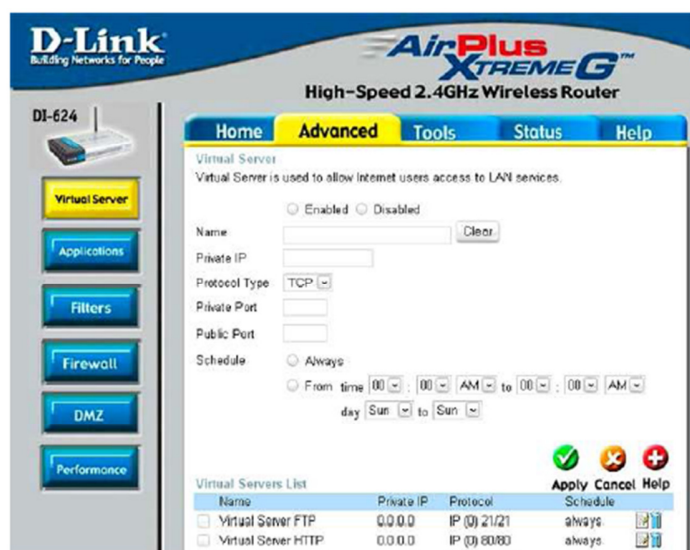 D-Link
Building Networks for People
AirPlus
XTREME G™
High-Speed 2.4GHz Wireless Router
DI-624
Home Advanced Tools Status Help
Virtual Server
Applications
Filters
Firewall
DMZ
Performance
Virtual Server
Virtual Server is used to allow Internet users access to LAN services.
Enabled Disabled
Name Clear
Private IP
Protocol Type TCP
Private Port
Public Port
Schedule Always
From time 00 : 00 AM to 00 : 00 AM
day Sun to Sun
Apply Cancel Help
Virtual Servers List
Name Private IP Protocol Schedule
Virtual Server FTP 0.0.0.0 IP (0) 21/21 always
Virtual Server HTTP 0.0.0.0 IP (0) 80/80 always